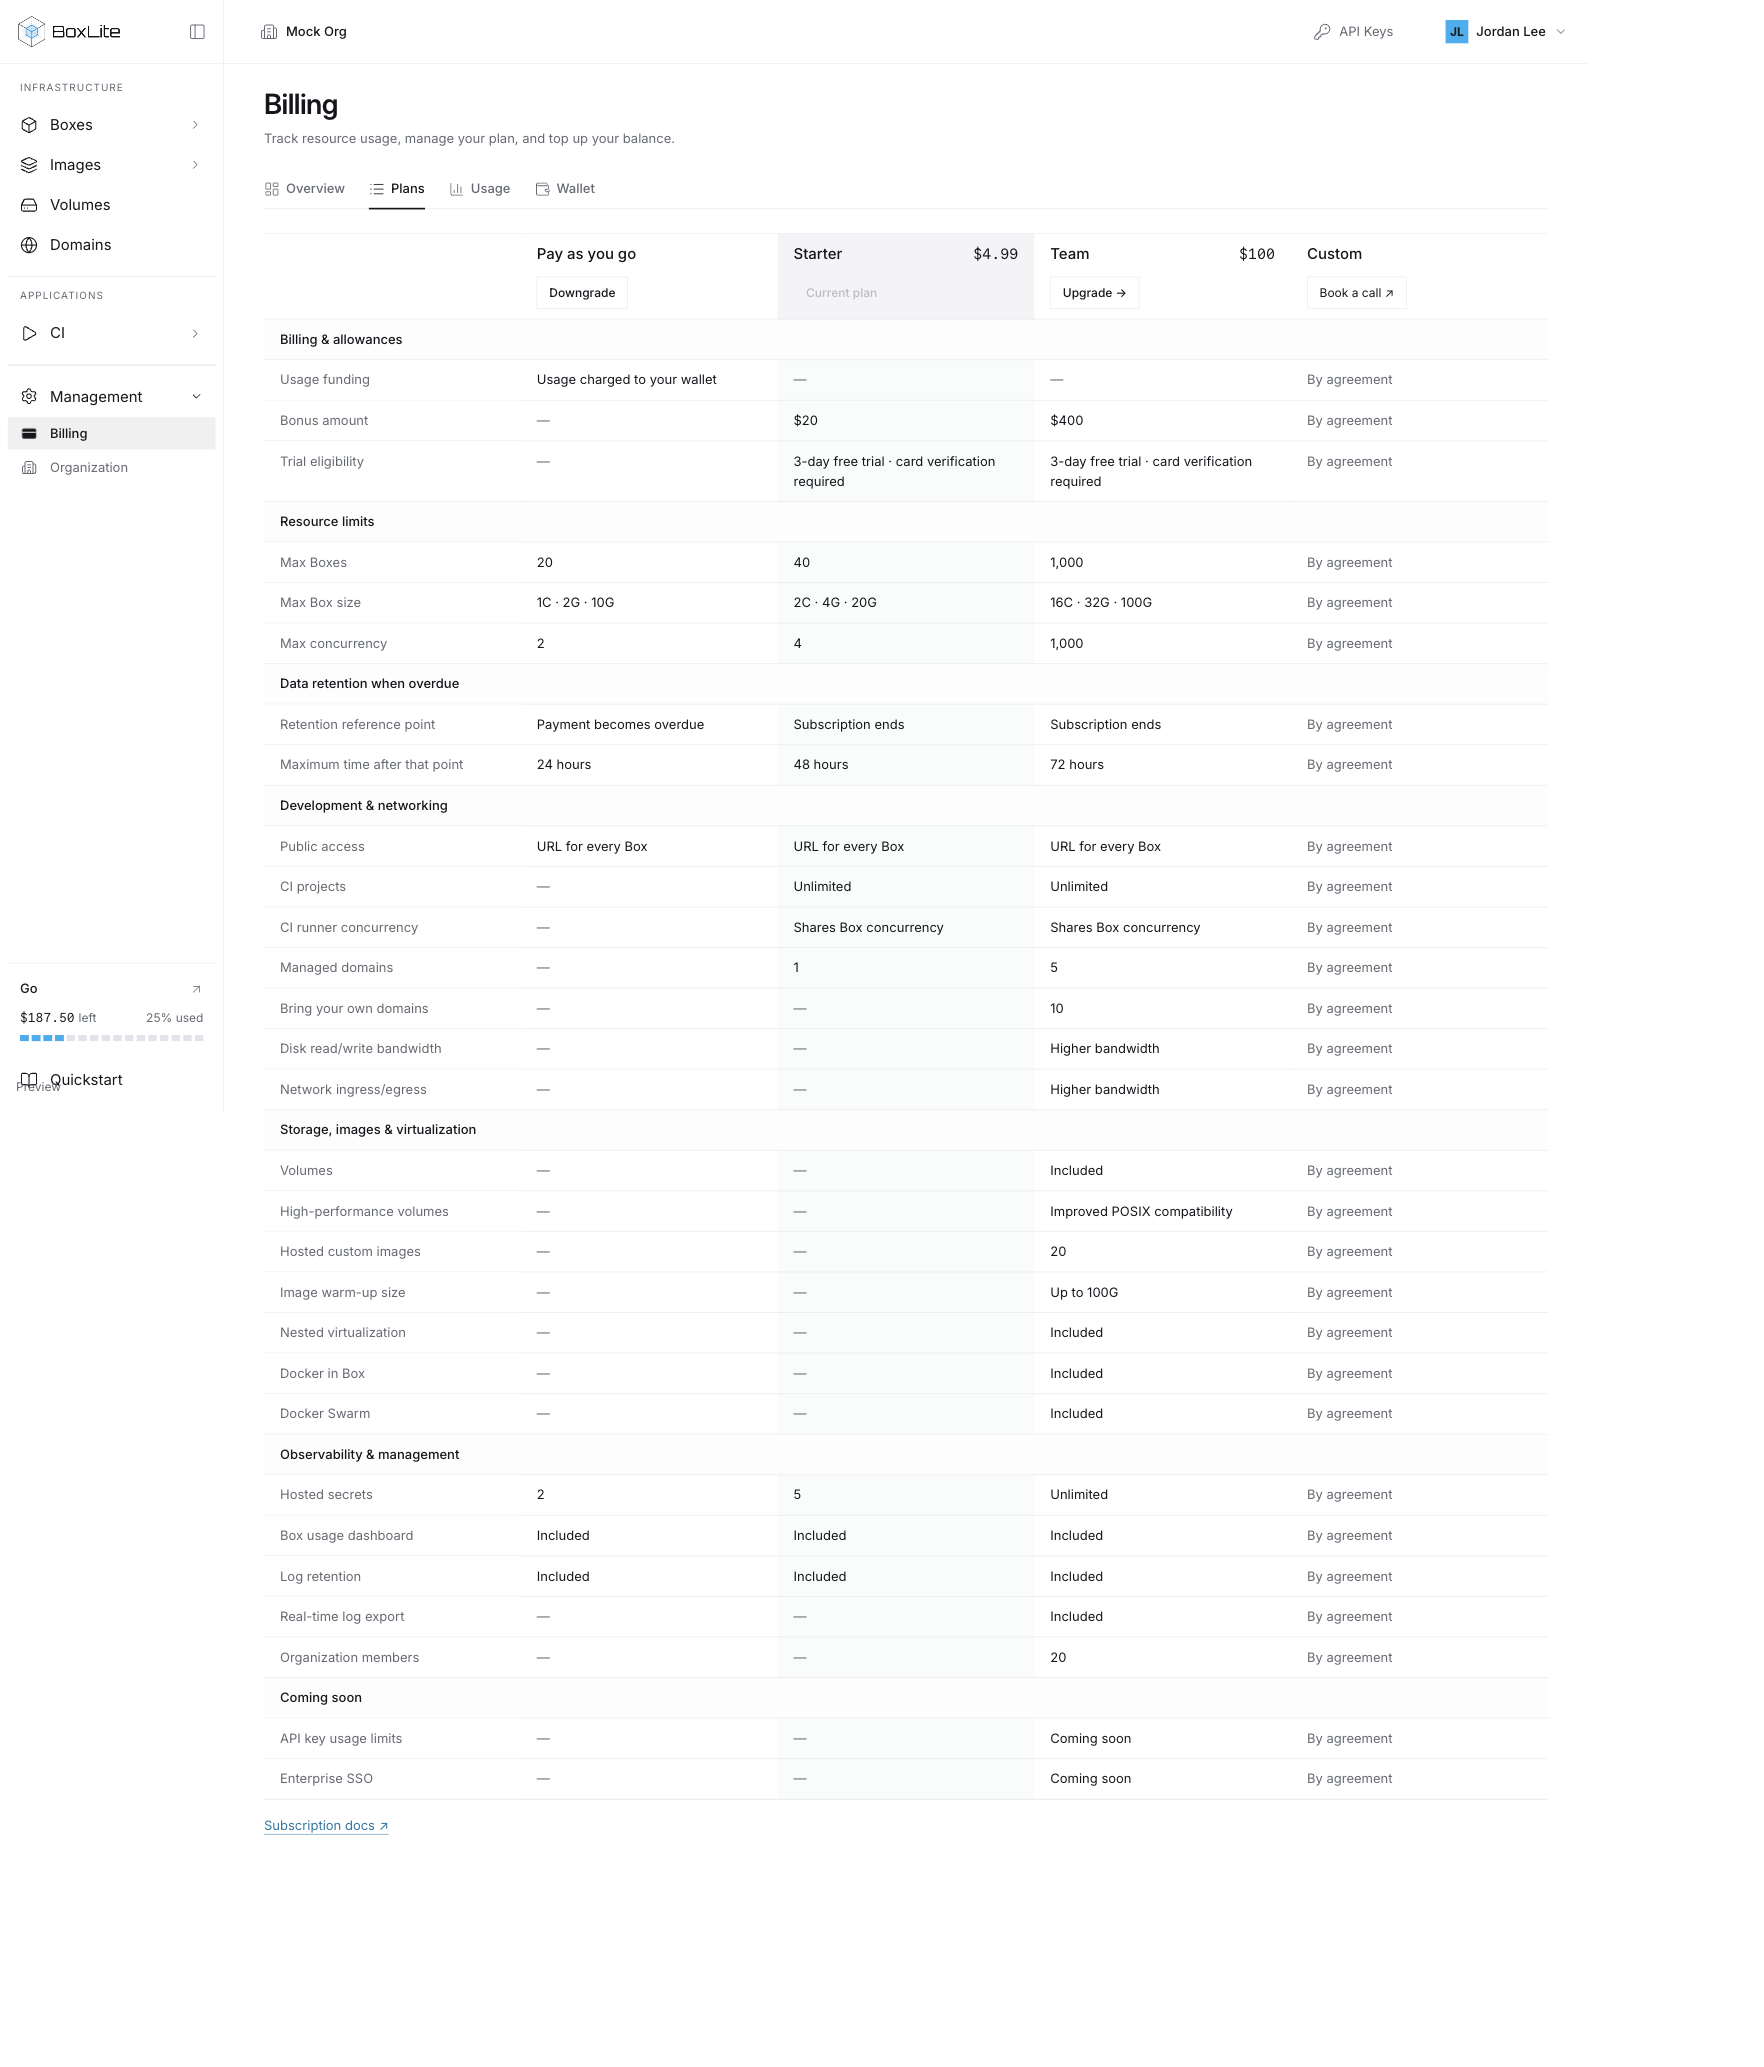 BoxLite
Mock Org
API Keys
JL Jordan Lee
INFRASTRUCTURE
Boxes
Images
Volumes
Domains
APPLICATIONS
CI
Management
Billing
Organization
Go
$187.50 left 25% used
Quickstart
Preview
Billing
Track resource usage, manage your plan, and top up your balance.
Overview Plans Usage Wallet
Pay as you go Starter $4.99 Team $100 Custom
Downgrade Current plan Upgrade → Book a call ↗
Billing & allowances
Usage funding Usage charged to your wallet — — By agreement
Bonus amount — $20 $400 By agreement
Trial eligibility — 3-day free trial · card verification 3-day free trial · card verification By agreement
required required
Resource limits
Max Boxes 20 40 1,000 By agreement
Max Box size 1C · 2G · 10G 2C · 4G · 20G 16C · 32G · 100G By agreement
Max concurrency 2 4 1,000 By agreement
Data retention when overdue
Retention reference point Payment becomes overdue Subscription ends Subscription ends By agreement
Maximum time after that point 24 hours 48 hours 72 hours By agreement
Development & networking
Public access URL for every Box URL for every Box URL for every Box By agreement
CI projects — Unlimited Unlimited By agreement
CI runner concurrency — Shares Box concurrency Shares Box concurrency By agreement
Managed domains — 1 5 By agreement
Bring your own domains — — 10 By agreement
Disk read/write bandwidth — — Higher bandwidth By agreement
Network ingress/egress — — Higher bandwidth By agreement
Storage, images & virtualization
Volumes — — Included By agreement
High-performance volumes — — Improved POSIX compatibility By agreement
Hosted custom images — — 20 By agreement
Image warm-up size — — Up to 100G By agreement
Nested virtualization — — Included By agreement
Docker in Box — — Included By agreement
Docker Swarm — — Included By agreement
Observability & management
Hosted secrets 2 5 Unlimited By agreement
Box usage dashboard Included Included Included By agreement
Log retention Included Included Included By agreement
Real-time log export — — Included By agreement
Organization members — — 20 By agreement
Coming soon
API key usage limits — — Coming soon By agreement
Enterprise SSO — — Coming soon By agreement
Subscription docs ↗